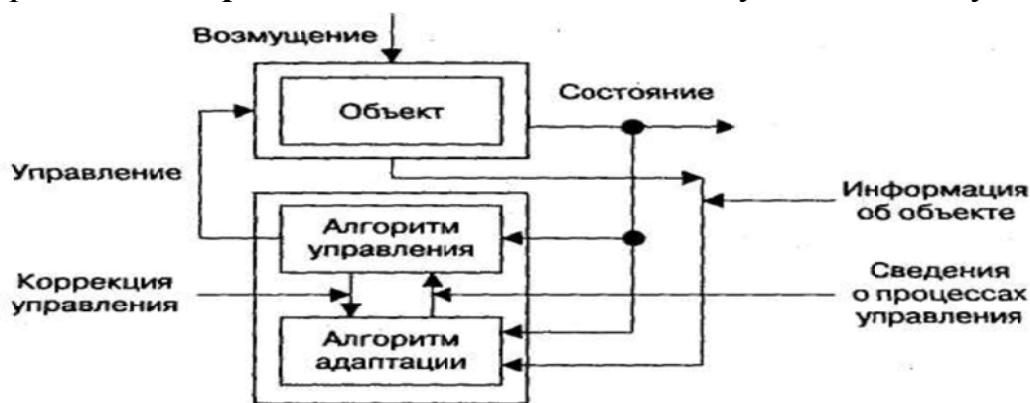 Возмущение
Объект
Состояние
Управление
Информация
об объекте
Алгоритм
управления
Коррекция
управления
Сведения
о процессах
управления
Алгоритм
адаптации